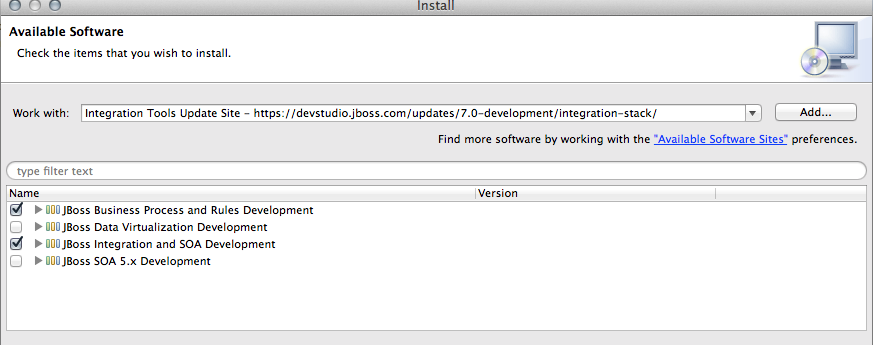 Install
Available Software
Check the items that you wish to install.
Work with: Integration Tools Update Site – https://devstudio.jboss.com/updates/7.0-development/integration-stack/ Add...
Find more software by working with the "Available Software Sites" preferences.
type filter text
Name Version
JBoss Business Process and Rules Development
JBoss Data Virtualization Development
JBoss Integration and SOA Development
JBoss SOA 5.x Development